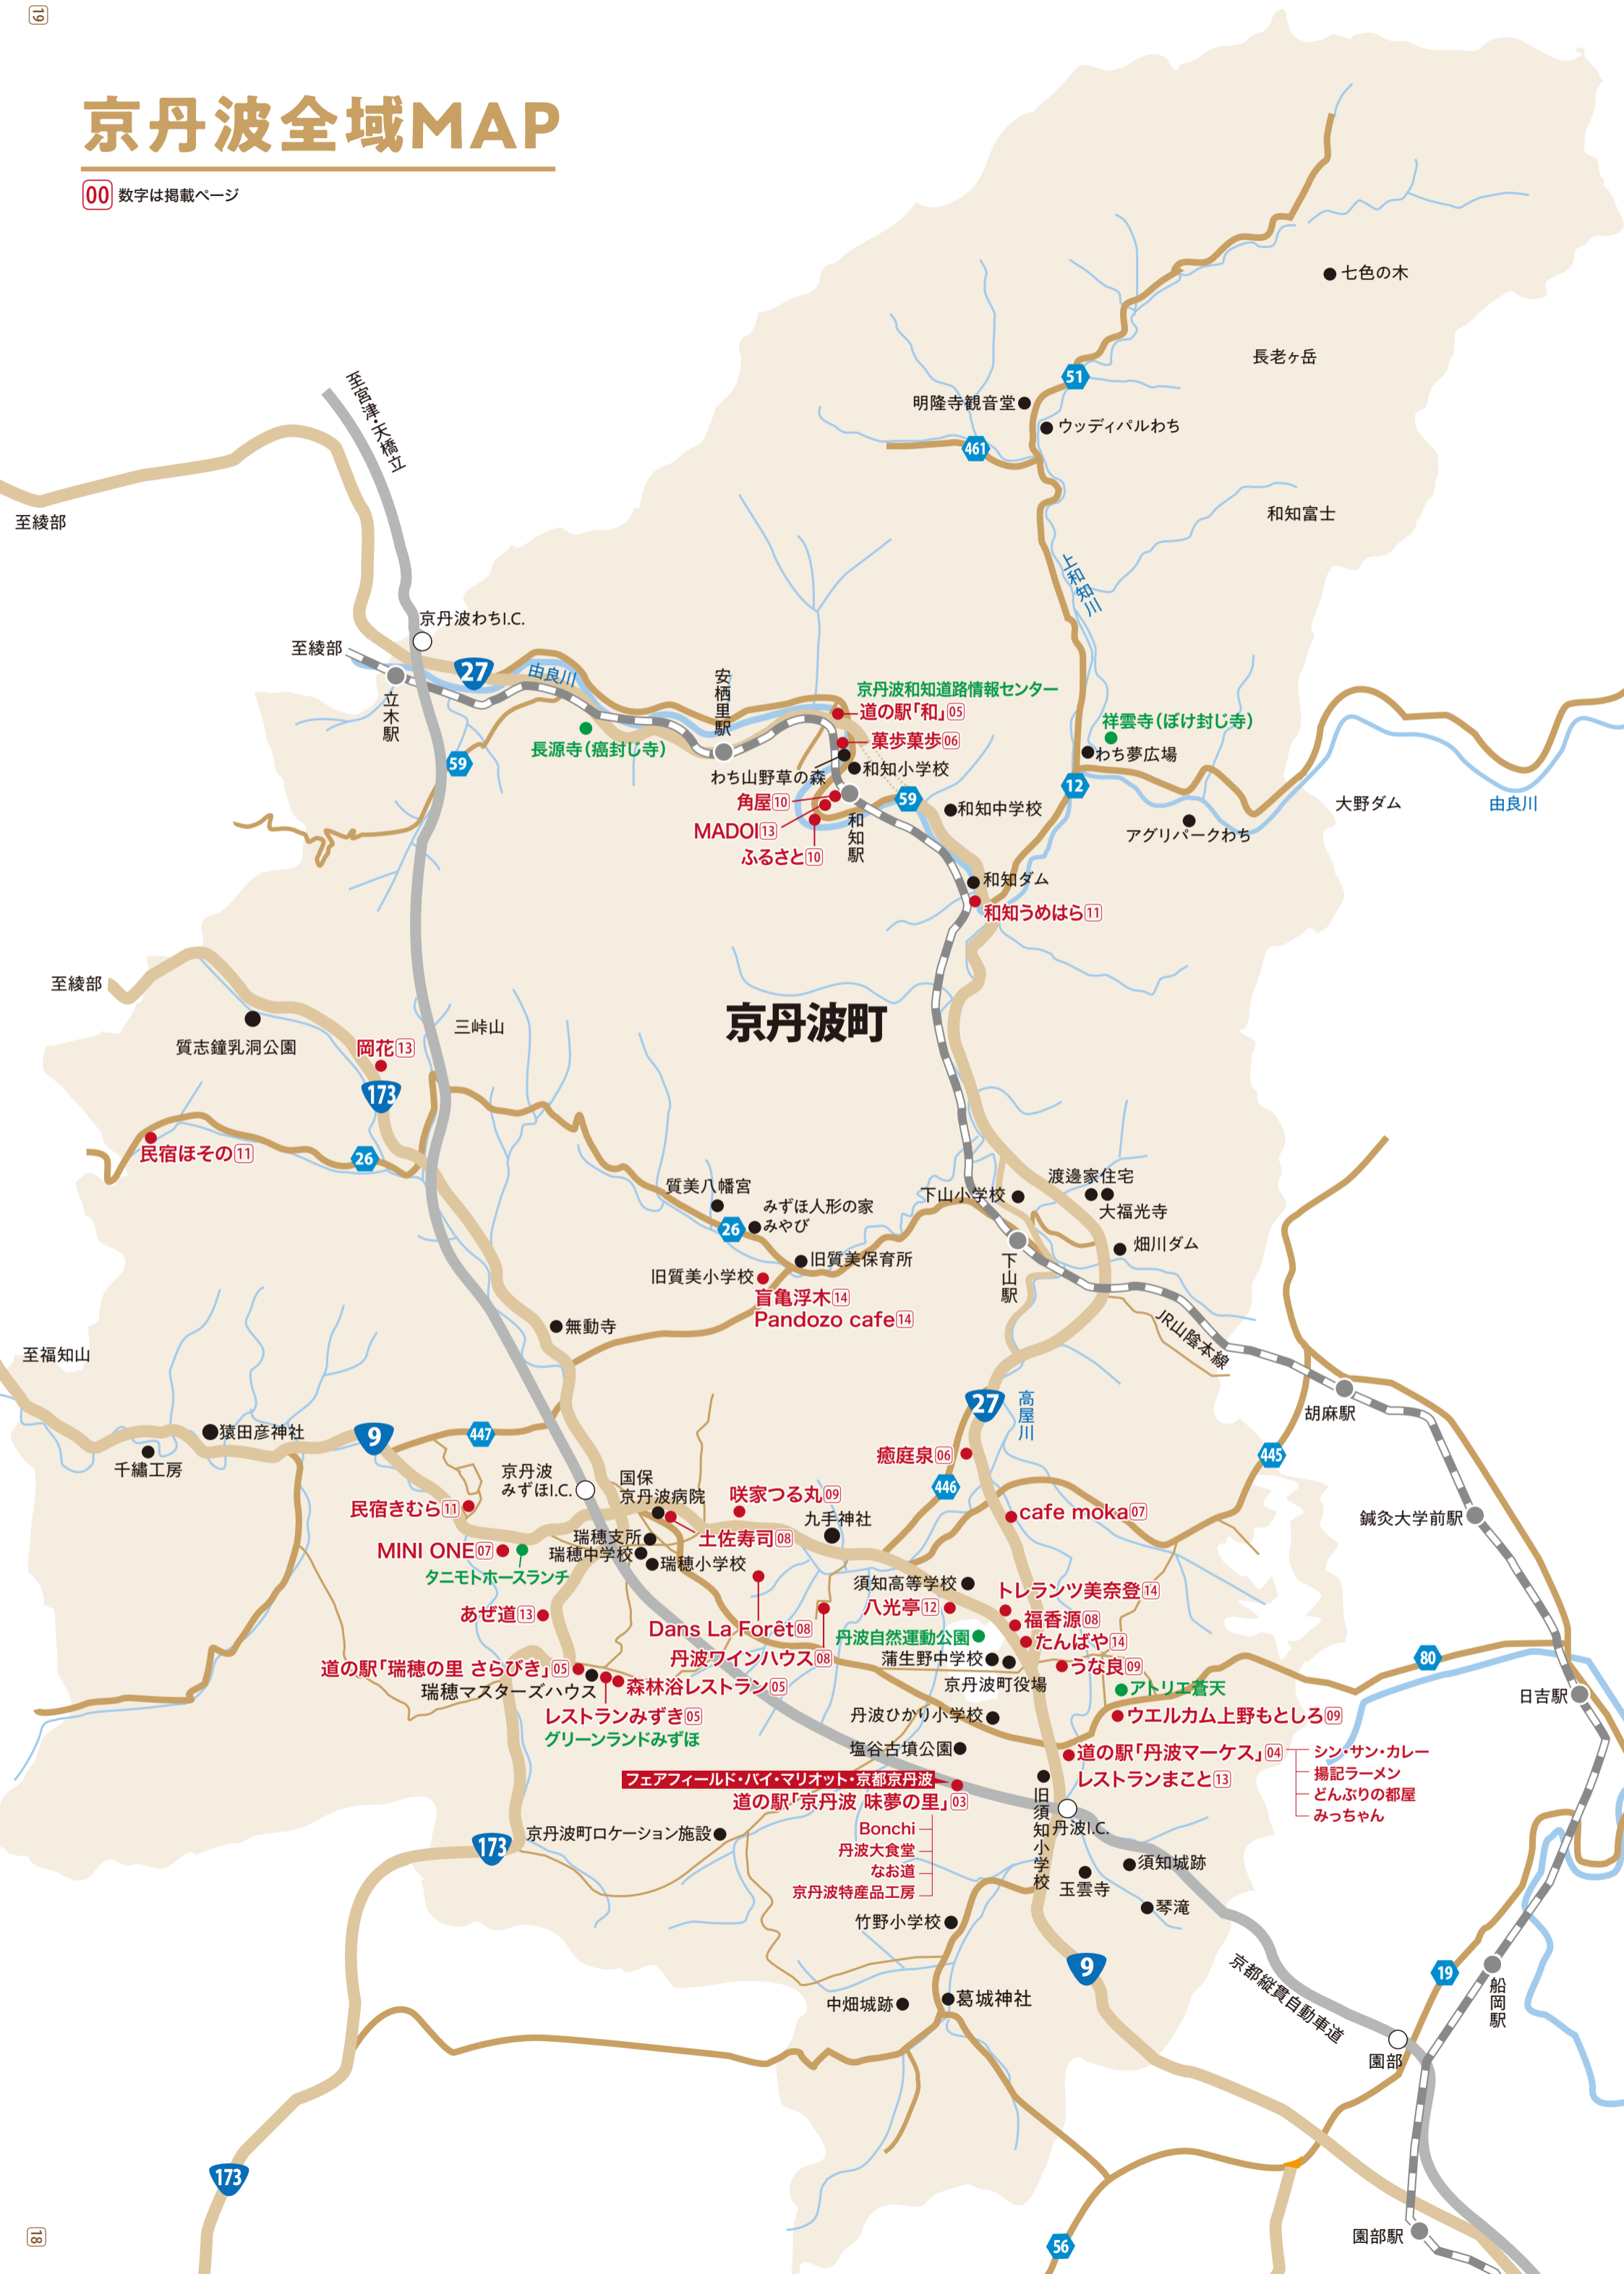 19
京丹波全域MAP
00 数字は掲載ページ
七色の木
長老ヶ岳
至宮津・天橋立
51
明隆寺観音堂
ウッディパルわち
461
至綾部
和知富士
上和知川
京丹波わちI.C.
至綾部
27
由良川
立木駅
安栖里駅
京丹波和知道路情報センター
道の駅「和」05
祥雲寺（ぼけ封じ寺）
長源寺（癌封じ寺）
菓歩菓歩06
わち夢広場
59
わち山野草の森
和知小学校
12
角屋10
59
和知中学校
大野ダム
由良川
MADOI13
和知駅
アグリパークわち
ふるさと10
和知ダム
和知うめはら11
至綾部
京丹波町
三峠山
質志鐘乳洞公園
岡花13
173
民宿ほその11
26
質美八幡宮
下山小学校
渡邊家住宅
みずほ人形の家
みやび
大福光寺
26
畑川ダム
旧質美保育所
下山駅
旧質美小学校
盲亀浮木14
Pandozo cafe14
無動寺
JR山陰本線
至福知山
27
高屋川
胡麻駅
猿田彦神社
9
447
千繡工房
445
癒庭泉06
京丹波
みずほI.C.
国保
京丹波病院
446
咲家つる丸09
民宿きむら11
cafe moka07
九手神社
鍼灸大学前駅
瑞穂支所
土佐寿司08
MINI ONE07
瑞穂中学校
瑞穂小学校
タニモトホースランチ
須知高等学校
トレランツ美奈登14
あぜ道13
八光亭12
福香源08
Dans La Forêt08
丹波自然運動公園
たんばや14
丹波ワインハウス08
蒲生野中学校
うな良09
80
道の駅「瑞穂の里 さらびき」05
京丹波町役場
瑞穂マスターズハウス
森林浴レストラン05
アトリエ蒼天
日吉駅
レストランみずき05
丹波ひかり小学校
ウエルカム上野もとしろ09
グリーンランドみずほ
塩谷古墳公園
道の駅「丹波マーケス」04
シン・サン・カレー
揚記ラーメン
どんぶりの都屋
みっちゃん
レストランまこと13
フェアフィールド・バイ・マリオット・京都京丹波
道の駅「京丹波 味夢の里」03
旧須知小学校
丹波I.C.
Bonchi
丹波大食堂
なお道
京丹波特産品工房
京丹波町ロケーション施設
173
須知城跡
玉雲寺
琴滝
竹野小学校
9
京都縦貫自動車道
19
船岡駅
中畑城跡
葛城神社
園部
173
園部駅
56
18